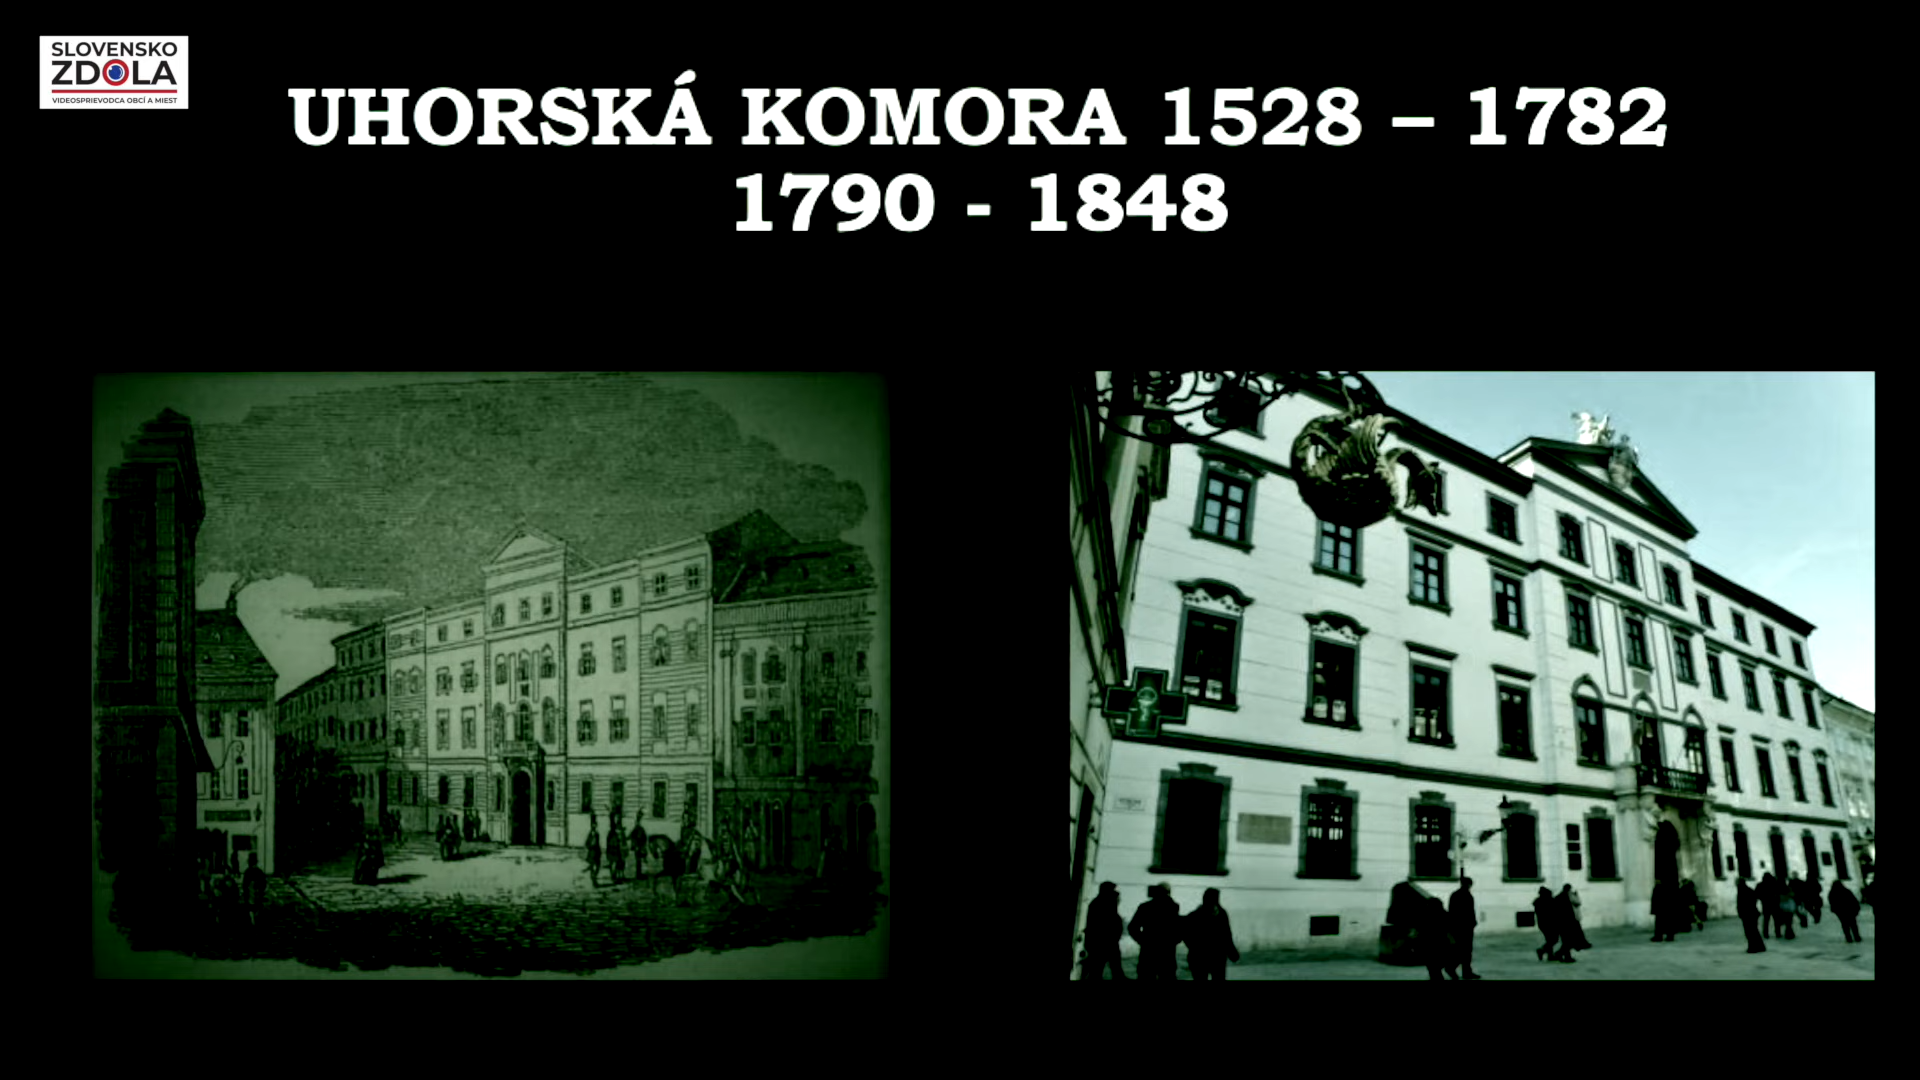 SLOVENSKO
ZDOLA
VIDEOSPRIEVODCA OBCÍ A MIEST
UHORSKÁ KOMORA 1528 – 1782
1790 - 1848